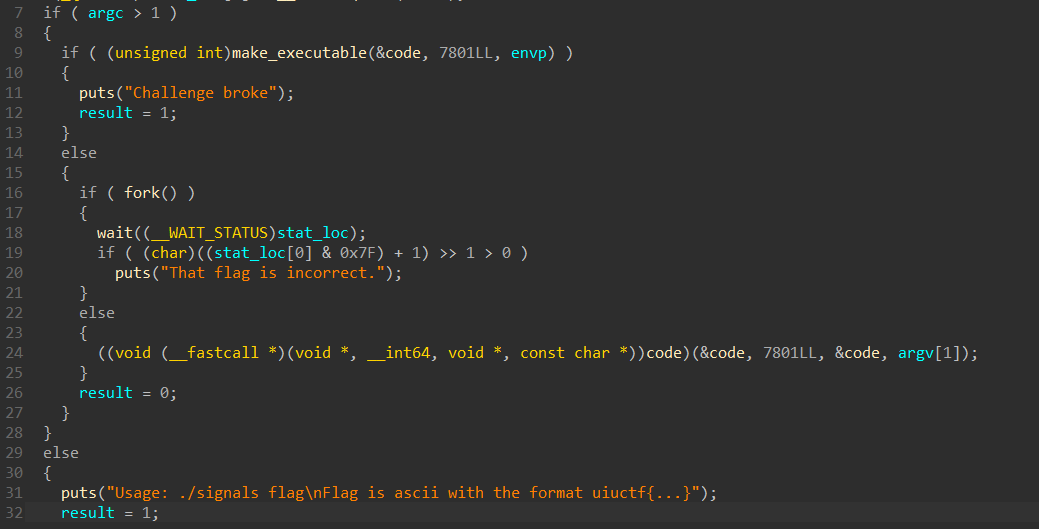 7 if ( argc > 1 )
8 {
9 if ( (unsigned int)make_executable(&code, 7801LL, envp) )
10 {
11 puts("Challenge broke");
12 result = 1;
13 }
14 else
15 {
16 if ( fork() )
17 {
18 wait((__WAIT_STATUS)stat_loc);
19 if ( (char)((stat_loc[0] & 0x7F) + 1) >> 1 > 0 )
20 puts("That flag is incorrect.");
21 }
22 else
23 {
24 ((void (__fastcall *)(void *, __int64, void *, const char *))code)(&code, 7801LL, &code, argv[1]);
25 }
26 result = 0;
27 }
28 }
29 else
30 {
31 puts("Usage: ./signals flag\nFlag is ascii with the format uiuctf{...}");
32 result = 1;